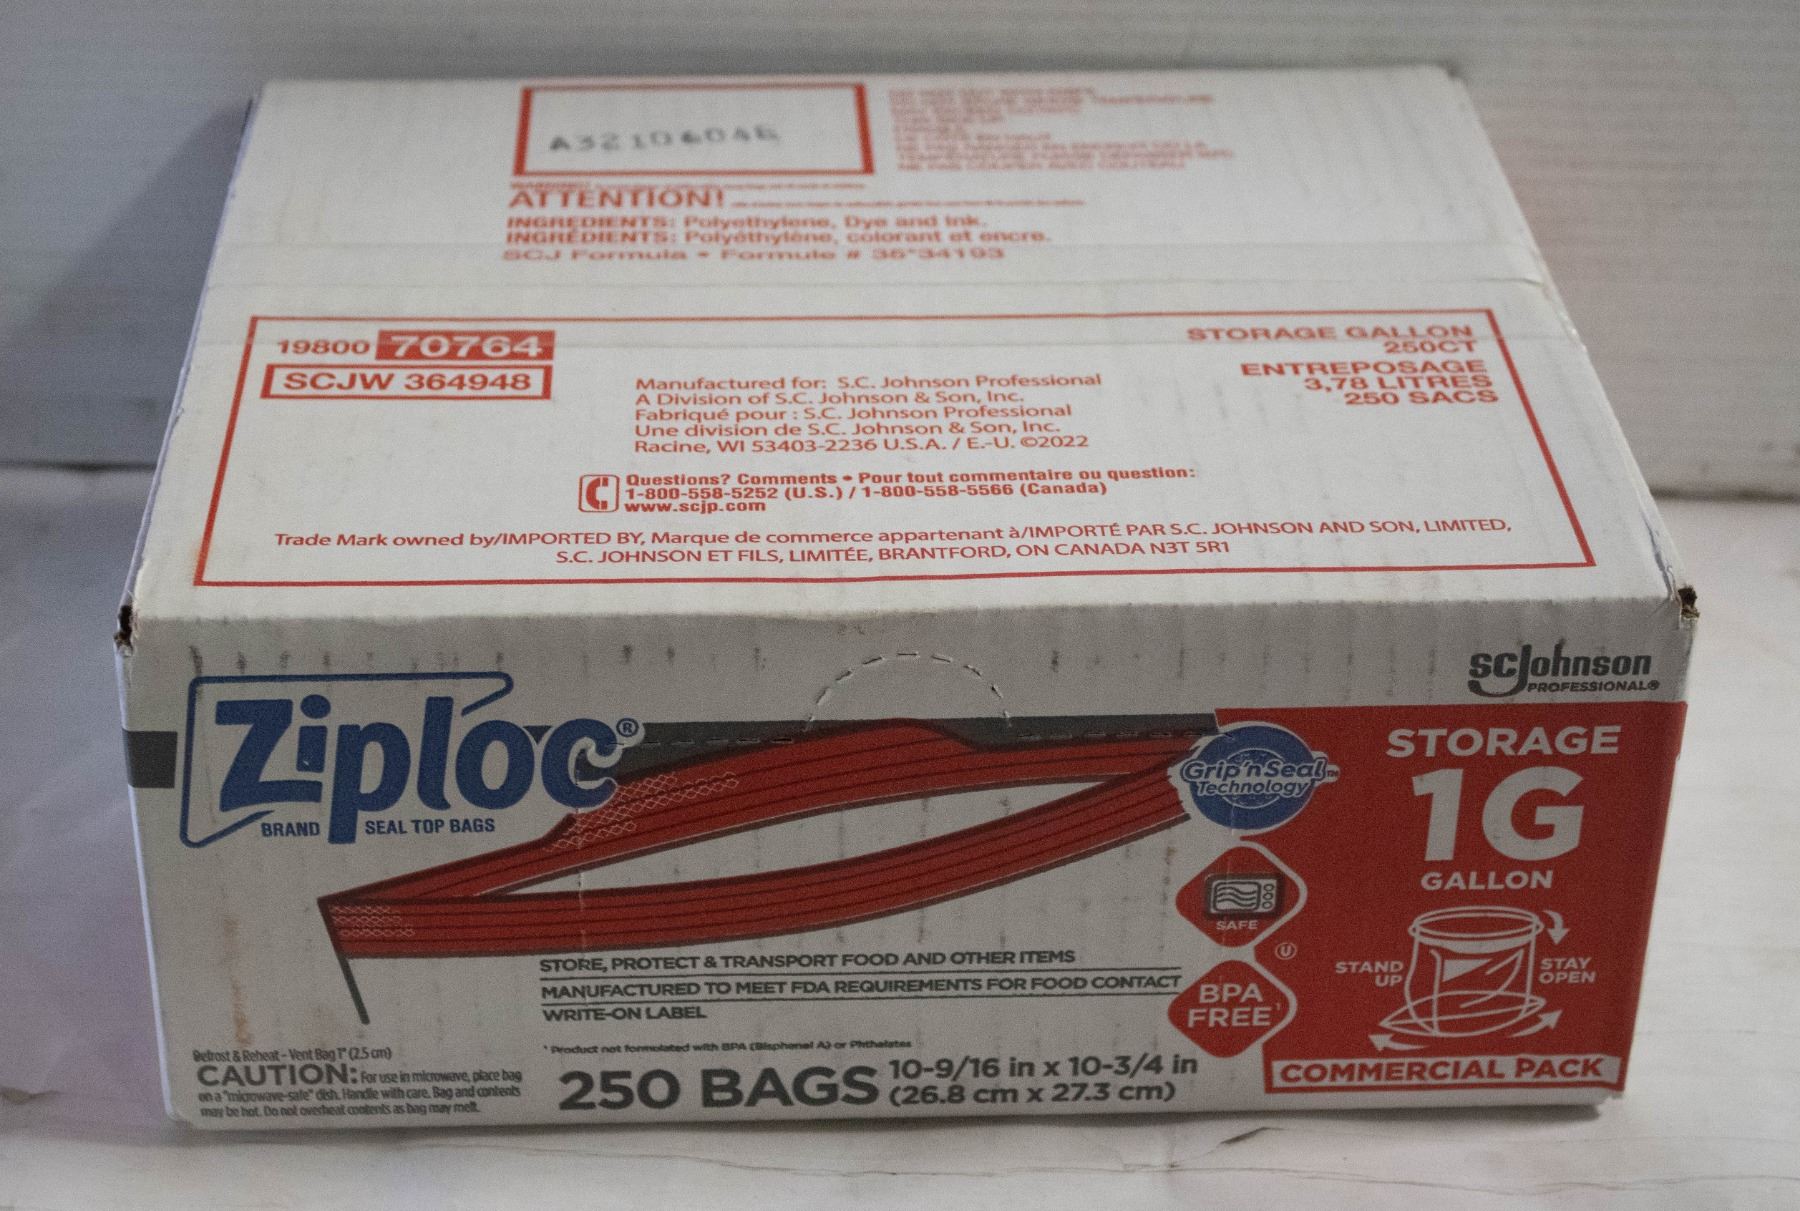 A32106046
ATTENTION!
INGREDIENTS: Polyethylene, Dye and Ink.
INGRÉDIENTS: Polyéthylène, colorant et encre.
SCJ Formula • Formule # 35*34193
19800 70764
SCJW 364948
STORAGE GALLON
250CT
ENTREPOSAGE
3,78 LITRES
250 SACS
Manufactured for: S.C. Johnson Professional
A Division of S.C. Johnson & Son, Inc.
Fabriqué pour : S.C. Johnson Professional
Une division de S.C. Johnson & Son, Inc.
Racine, WI 53403-2236 U.S.A. / E.-U. ©2022
Questions? Comments • Pour tout commentaire ou question:
1-800-558-5252 (U.S.) / 1-800-558-5566 (Canada)
www.scjp.com
Trade Mark owned by/IMPORTED BY, Marque de commerce appartenant à/IMPORTÉ PAR S.C. JOHNSON AND SON, LIMITED,
S.C. JOHNSON ET FILS, LIMITÉE, BRANTFORD, ON CANADA N3T 5R1
scJohnson
PROFESSIONAL®
Ziploc®
BRAND SEAL TOP BAGS
Grip'n Seal™
Technology
STORAGE
1G
GALLON
SAFE
U
STAND
UP
STAY
OPEN
BPA
FREE¹
COMMERCIAL PACK
STORE, PROTECT & TRANSPORT FOOD AND OTHER ITEMS
MANUFACTURED TO MEET FDA REQUIREMENTS FOR FOOD CONTACT
WRITE-ON LABEL
¹ Product not formulated with BPA (Bisphenol A) or Phthalates
Defrost & Reheat – Vent Bag 1" (2.5 cm)
CAUTION: For use in microwave, place bag
on a "microwave-safe" dish. Handle with care. Bag and contents
may be hot. Do not overheat contents as bag may melt.
250 BAGS
10-9/16 in x 10-3/4 in
(26.8 cm x 27.3 cm)